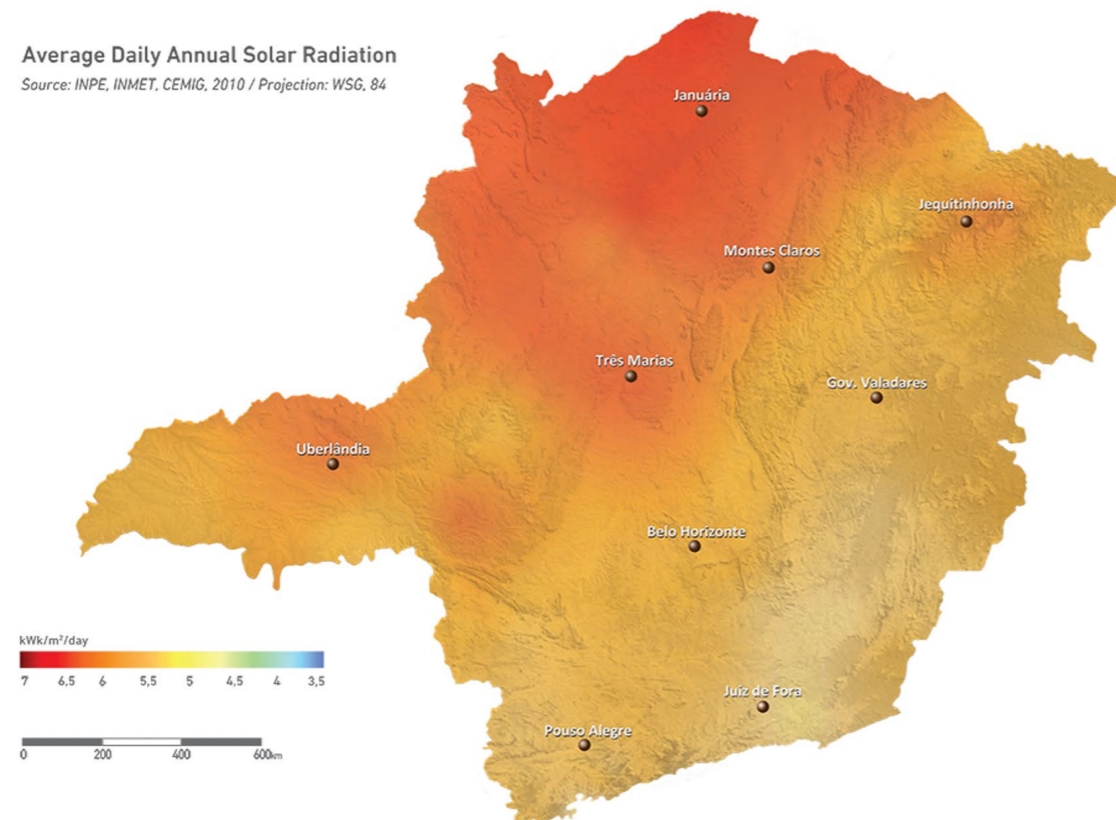 Average Daily Annual Solar Radiation
Source: INPE, INMET, CEMIG, 2010 / Projection: WSG, 84
Januária
Jequitinhonha
Montes Claros
Três Marias
Gov. Valadares
Uberlândia
Belo Horizonte
kWk/m²/day
7 6,5 6 5,5 5 4,5 4 3,5
Juiz de Fora
Pouso Alegre
0 200 400 600km